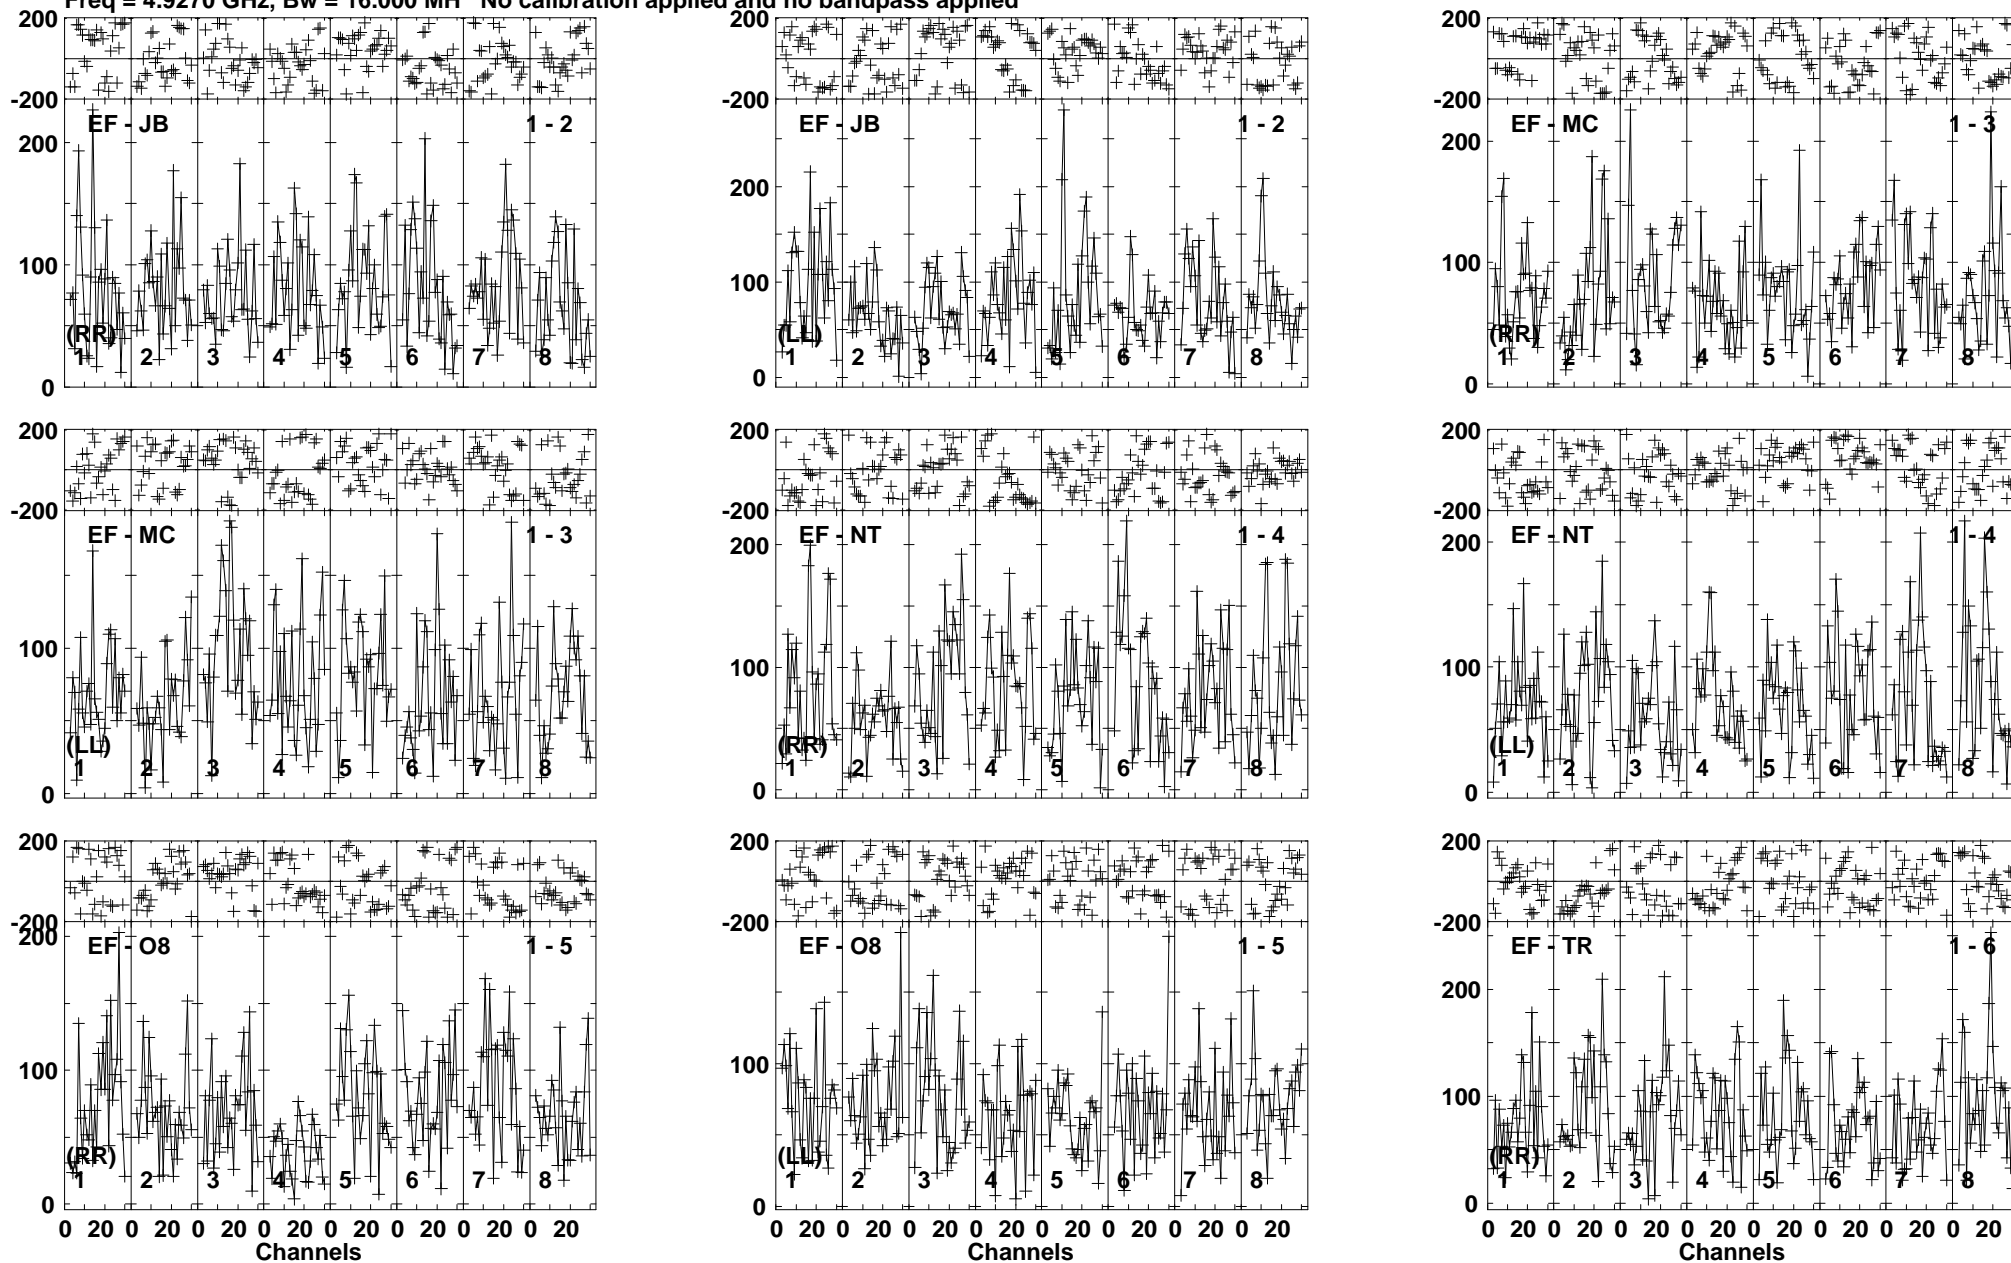 Freq = 4.9270 GHz, Bw = 16.000 MH No calibration applied and no bandpass applied
200 200 200
-200 -200 -200
EF - JB 1 - 2 EF - JB 1 - 2 EF - MC 1 - 3
200 200 200
100 100 100
(RR) (LL) (RR)
1 2 3 4 5 6 7 8 1 2 3 4 5 6 7 8 1 2 3 4 5 6 7 8
0 0 0
200 200 200
-200 -200 -200
EF - MC 1 - 3 EF - NT 1 - 4 EF - NT 1 - 4
200 200
100 100 100
(LL) (RR) (LL)
1 2 3 4 5 6 7 8 1 2 3 4 5 6 7 8 1 2 3 4 5 6 7 8
0 0 0
200 200 200
-200 -200 -200
200
EF - O8 1 - 5 EF - O8 1 - 5 EF - TR 1 - 6
200
100 100 100
(RR) (LL) (RR)
1 2 3 4 5 6 7 8 1 2 3 4 5 6 7 8 1 2 3 4 5 6 7 8
0 0 0
0 20 0 20 0 20 0 20 0 20 0 20 0 20 0 20 0 20 0 20 0 20 0 20 0 20 0 20 0 20 0 20 0 20 0 20 0 20 0 20 0 20 0 20 0 20 0 20
Channels Channels Channels